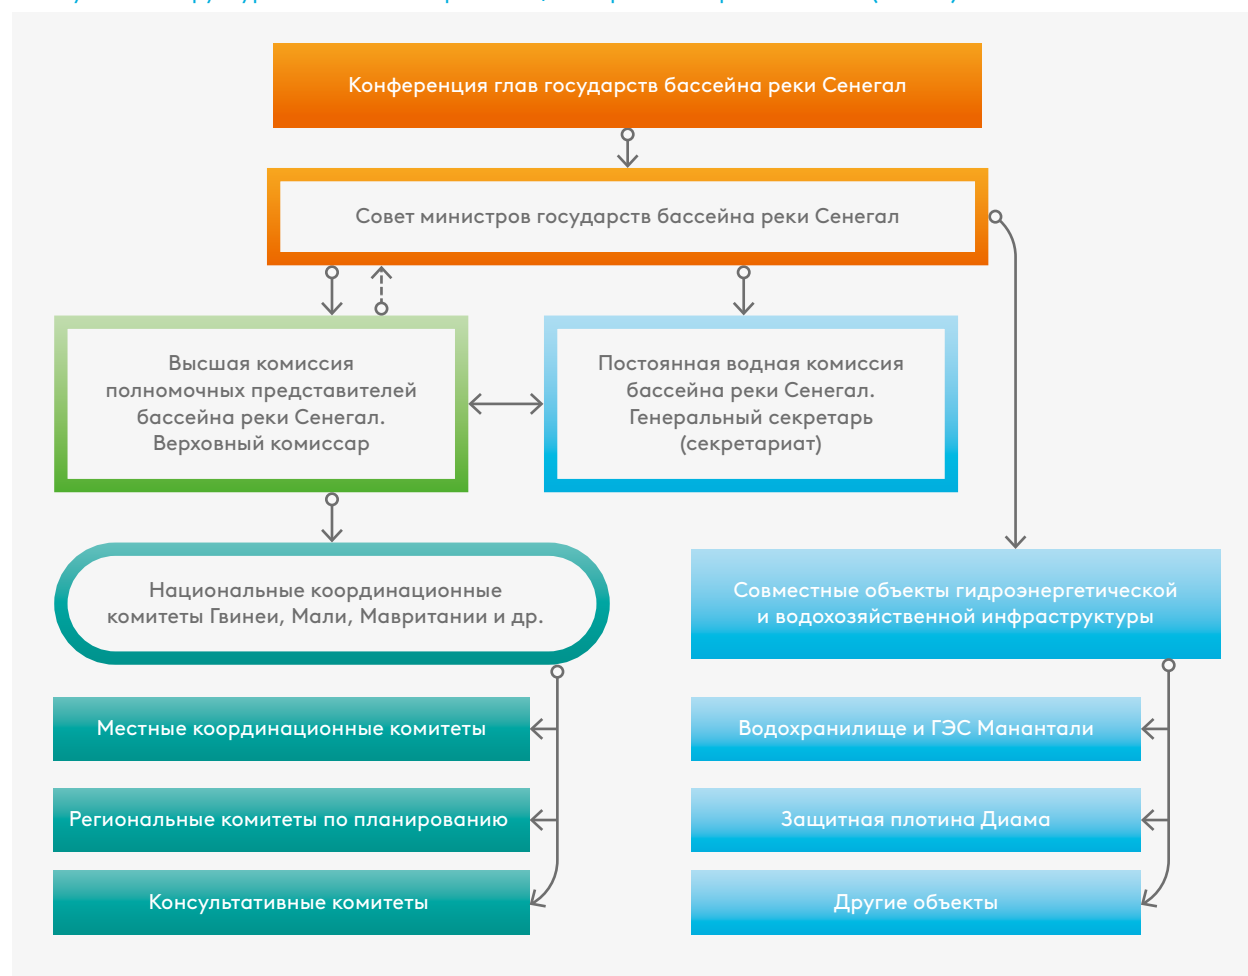 Конференция глав государств бассейна реки Сенегал
Совет министров государств бассейна реки Сенегал
Высшая комиссия
полномочных представителей
бассейна реки Сенегал.
Верховный комиссар
Постоянная водная комиссия
бассейна реки Сенегал.
Генеральный секретарь
(секретариат)
Национальные координационные
комитеты Гвинеи, Мали, Мавритании и др.
Совместные объекты гидроэнергетической
и водохозяйственной инфраструктуры
Местные координационные комитеты
Региональные комитеты по планированию
Консультативные комитеты
Водохранилище и ГЭС Манантали
Защитная плотина Диама
Другие объекты